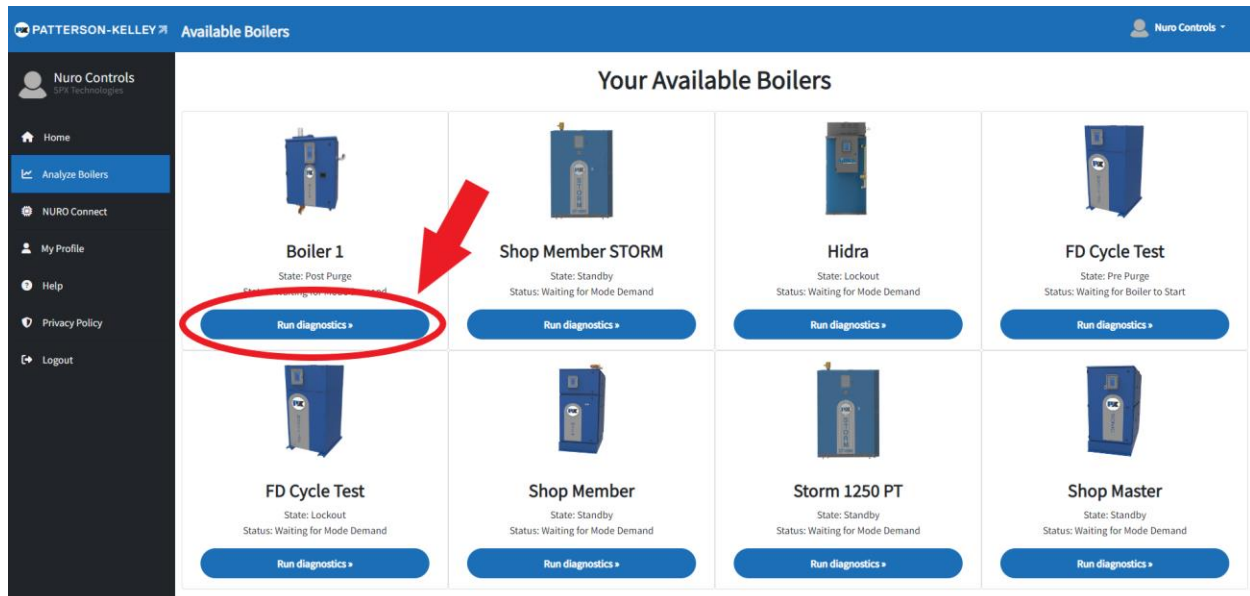 PATTERSON-KELLEY Available Boilers Nuro Controls
Nuro Controls
SPX Technologies
Home
Analyze Boilers
NURO Connect
My Profile
Help
Privacy Policy
Logout
Your Available Boilers
Boiler 1
State: Post Purge
Status: Waiting for Mode Demand
Run diagnostics »
Shop Member STORM
State: Standby
Status: Waiting for Mode Demand
Run diagnostics »
Hidra
State: Lockout
Status: Waiting for Mode Demand
Run diagnostics »
FD Cycle Test
State: Pre Purge
Status: Waiting for Boiler to Start
Run diagnostics »
FD Cycle Test
State: Lockout
Status: Waiting for Mode Demand
Run diagnostics »
Shop Member
State: Standby
Status: Waiting for Mode Demand
Run diagnostics »
Storm 1250 PT
State: Standby
Status: Waiting for Mode Demand
Run diagnostics »
Shop Master
State: Standby
Status: Waiting for Mode Demand
Run diagnostics »